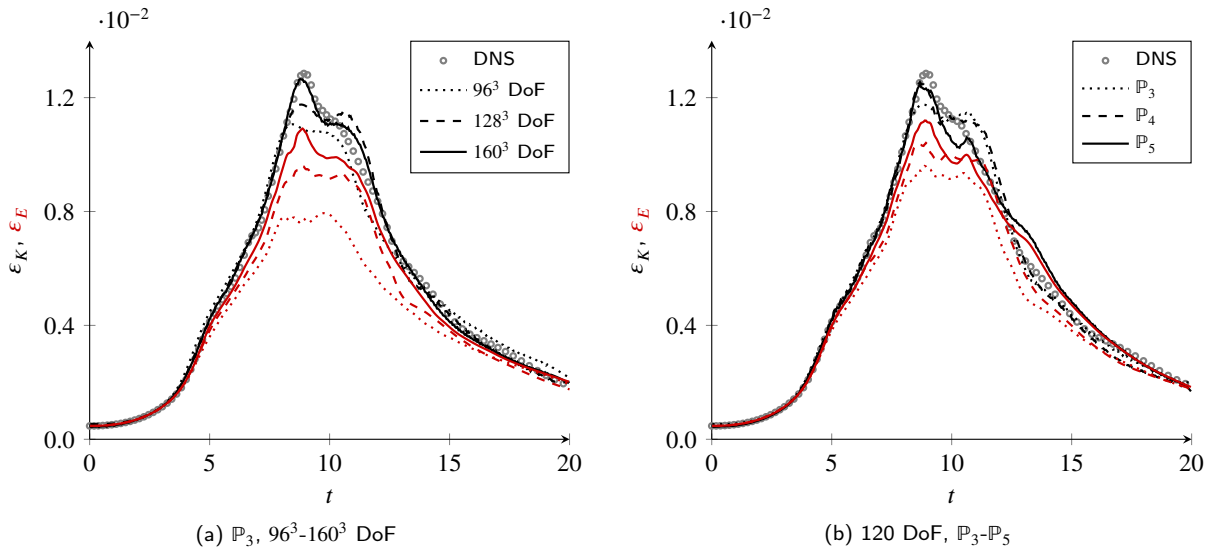 ·10⁻²
1.2
0.8
0.4
0.0
ε_K, ε_E
0 5 10 15 20
t
DNS
96³ DoF
128³ DoF
160³ DoF
(a) ℙ₃, 96³-160³ DoF
·10⁻²
1.2
0.8
0.4
0.0
ε_K, ε_E
0 5 10 15 20
t
DNS
ℙ₃
ℙ₄
ℙ₅
(b) 120 DoF, ℙ₃-ℙ₅